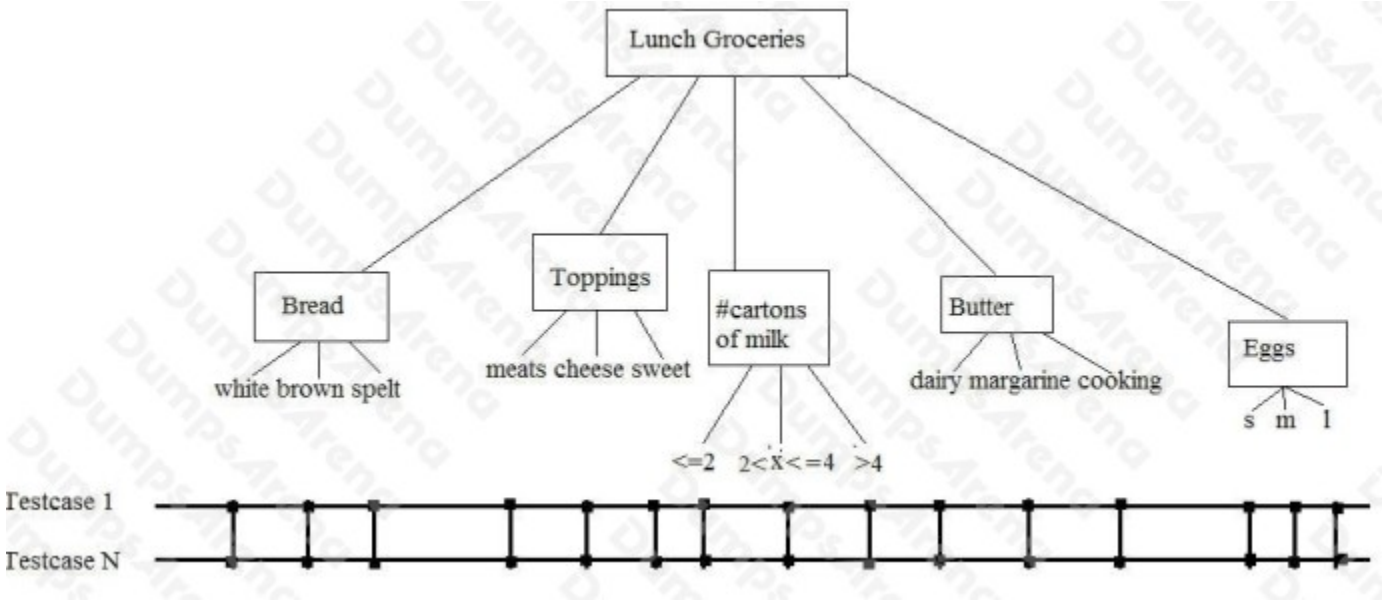 Lunch Groceries
Bread
Toppings
#cartons
of milk
Butter
Eggs
white brown spelt
meats cheese sweet
<=2 2<x<=4 >4
dairy margarine cooking
s m l
Testcase 1
Testcase N
DumpsArena